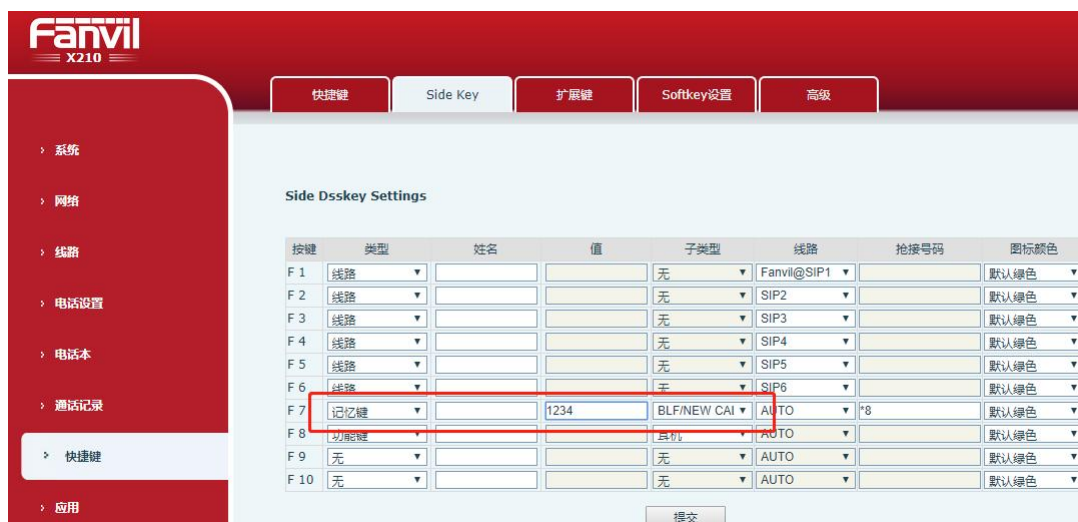 Fanvil
X210
快捷键 Side Key 扩展键 Softkey设置 高级
系统
网络
线路
电话设置
电话本
通话记录
快捷键
应用
Side Dsskey Settings
按键 类型 姓名 值 子类型 线路 抢接号码 图标颜色
F 1 线路 无 Fanvil@SIP1 默认绿色
F 2 线路 无 SIP2 默认绿色
F 3 线路 无 SIP3 默认绿色
F 4 线路 无 SIP4 默认绿色
F 5 线路 无 SIP5 默认绿色
F 6 线路 无 SIP6 默认绿色
F 7 记忆键 1234 BLF/NEW CAI AUTO *8 默认绿色
F 8 功能键 耳机 AUTO 默认绿色
F 9 无 无 AUTO 默认绿色
F 10 无 无 AUTO 默认绿色
提交